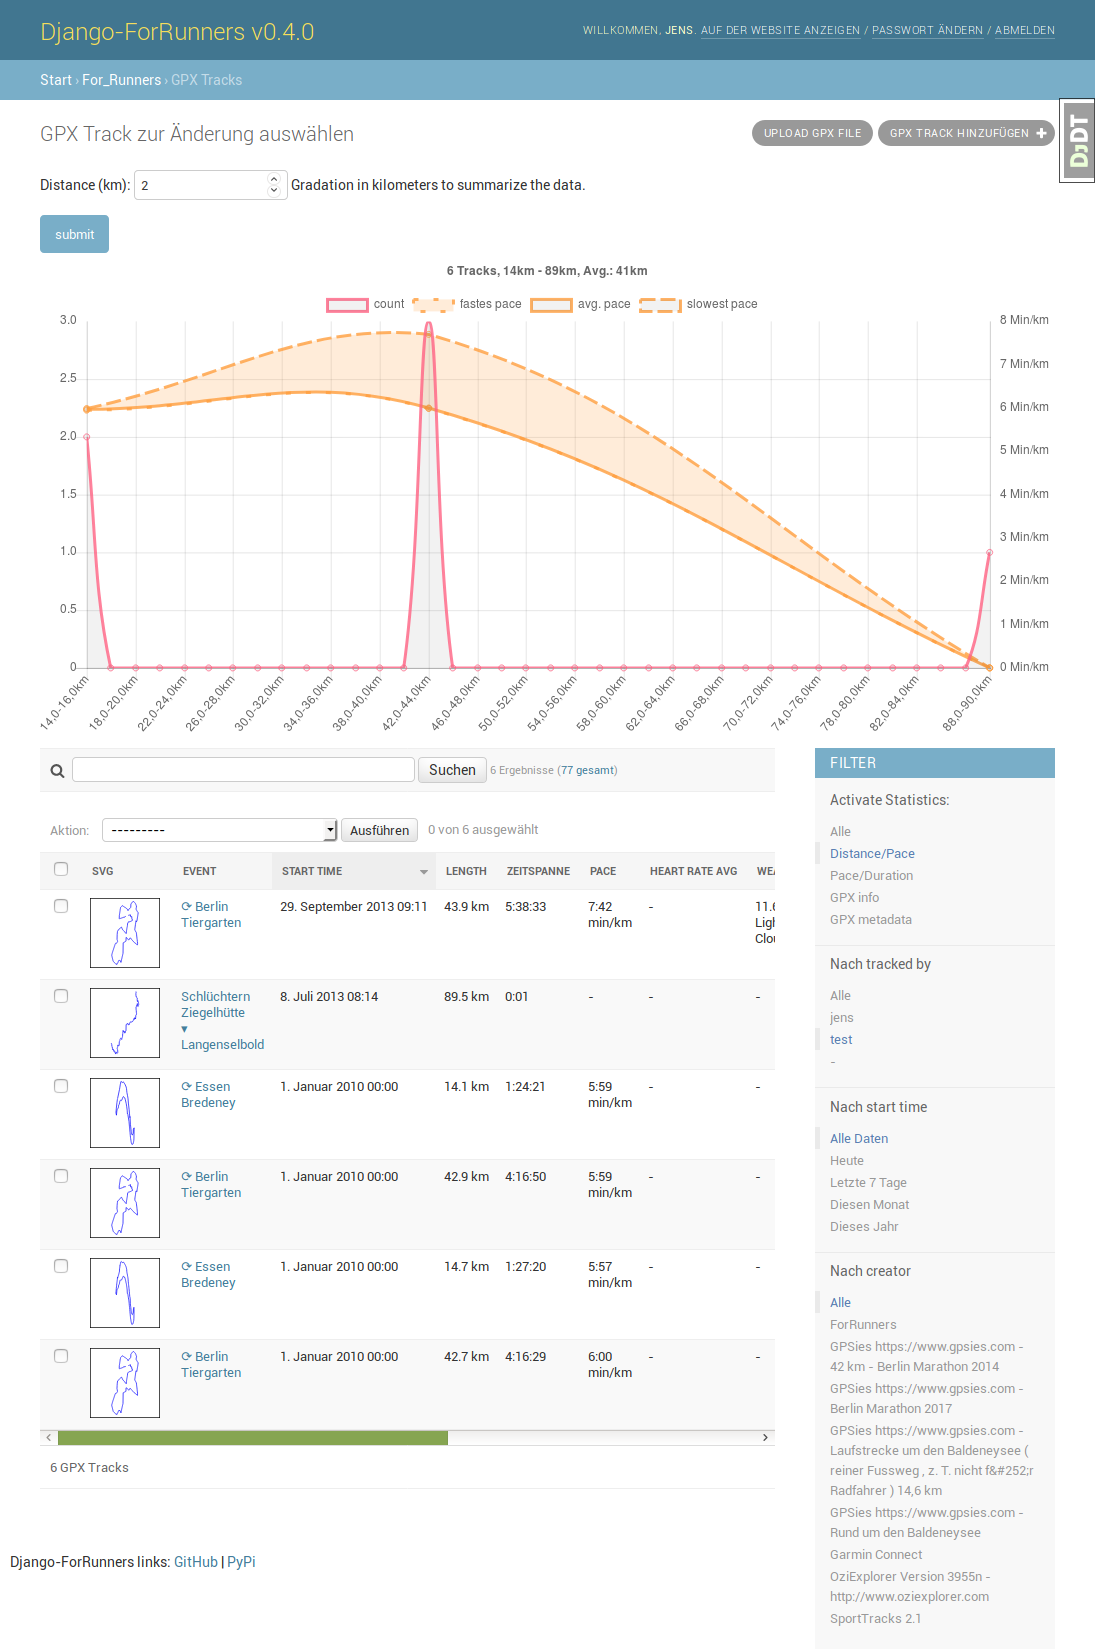 Django-ForRunners v0.4.0
WILLKOMMEN, JENS. AUF DER WEBSITE ANZEIGEN / PASSWORT ÄNDERN / ABMELDEN
Start › For_Runners › GPX Tracks
DJDT
GPX Track zur Änderung auswählen
UPLOAD GPX FILE
GPX TRACK HINZUFÜGEN
Distance (km): 2 Gradation in kilometers to summarize the data.
submit
6 Tracks, 14km - 89km, Avg.: 41km
count fastes pace avg. pace slowest pace
3.0
2.5
2.0
1.5
1.0
0.5
0
8 Min/km
7 Min/km
6 Min/km
5 Min/km
4 Min/km
3 Min/km
2 Min/km
1 Min/km
0 Min/km
14,0-16,0km
18,0-20,0km
22,0-24,0km
26,0-28,0km
30,0-32,0km
34,0-36,0km
38,0-40,0km
42,0-44,0km
46,0-48,0km
50,0-52,0km
54,0-56,0km
58,0-60,0km
62,0-64,0km
66,0-68,0km
70,0-72,0km
74,0-76,0km
78,0-80,0km
82,0-84,0km
88,0-90,0km
Suchen 6 Ergebnisse (77 gesamt)
Aktion: --------- Ausführen 0 von 6 ausgewählt
SVG EVENT START TIME LENGTH ZEITSPANNE PACE HEART RATE AVG WEA
⟳ Berlin 29. September 2013 09:11 43.9 km 5:38:33 7:42 - 11.6
Tiergarten min/km Ligh
Clou
Schlüchtern 8. Juli 2013 08:14 89.5 km 0:01 - - -
Ziegelhütte
▾
Langenselbold
⟳ Essen 1. Januar 2010 00:00 14.1 km 1:24:21 5:59 - -
Bredeney min/km
⟳ Berlin 1. Januar 2010 00:00 42.9 km 4:16:50 5:59 - -
Tiergarten min/km
⟳ Essen 1. Januar 2010 00:00 14.7 km 1:27:20 5:57 - -
Bredeney min/km
⟳ Berlin 1. Januar 2010 00:00 42.7 km 4:16:29 6:00 - -
Tiergarten min/km
6 GPX Tracks
FILTER
Activate Statistics:
Alle
Distance/Pace
Pace/Duration
GPX info
GPX metadata
Nach tracked by
Alle
jens
test
-
Nach start time
Alle Daten
Heute
Letzte 7 Tage
Diesen Monat
Dieses Jahr
Nach creator
Alle
ForRunners
GPSies https://www.gpsies.com -
42 km - Berlin Marathon 2014
GPSies https://www.gpsies.com -
Berlin Marathon 2017
GPSies https://www.gpsies.com -
Laufstrecke um den Baldeneysee (
reiner Fussweg , z. T. nicht f&#252;r
Radfahrer ) 14,6 km
GPSies https://www.gpsies.com -
Rund um den Baldeneysee
Garmin Connect
OziExplorer Version 3955n -
http://www.oziexplorer.com
SportTracks 2.1
Django-ForRunners links: GitHub | PyPi